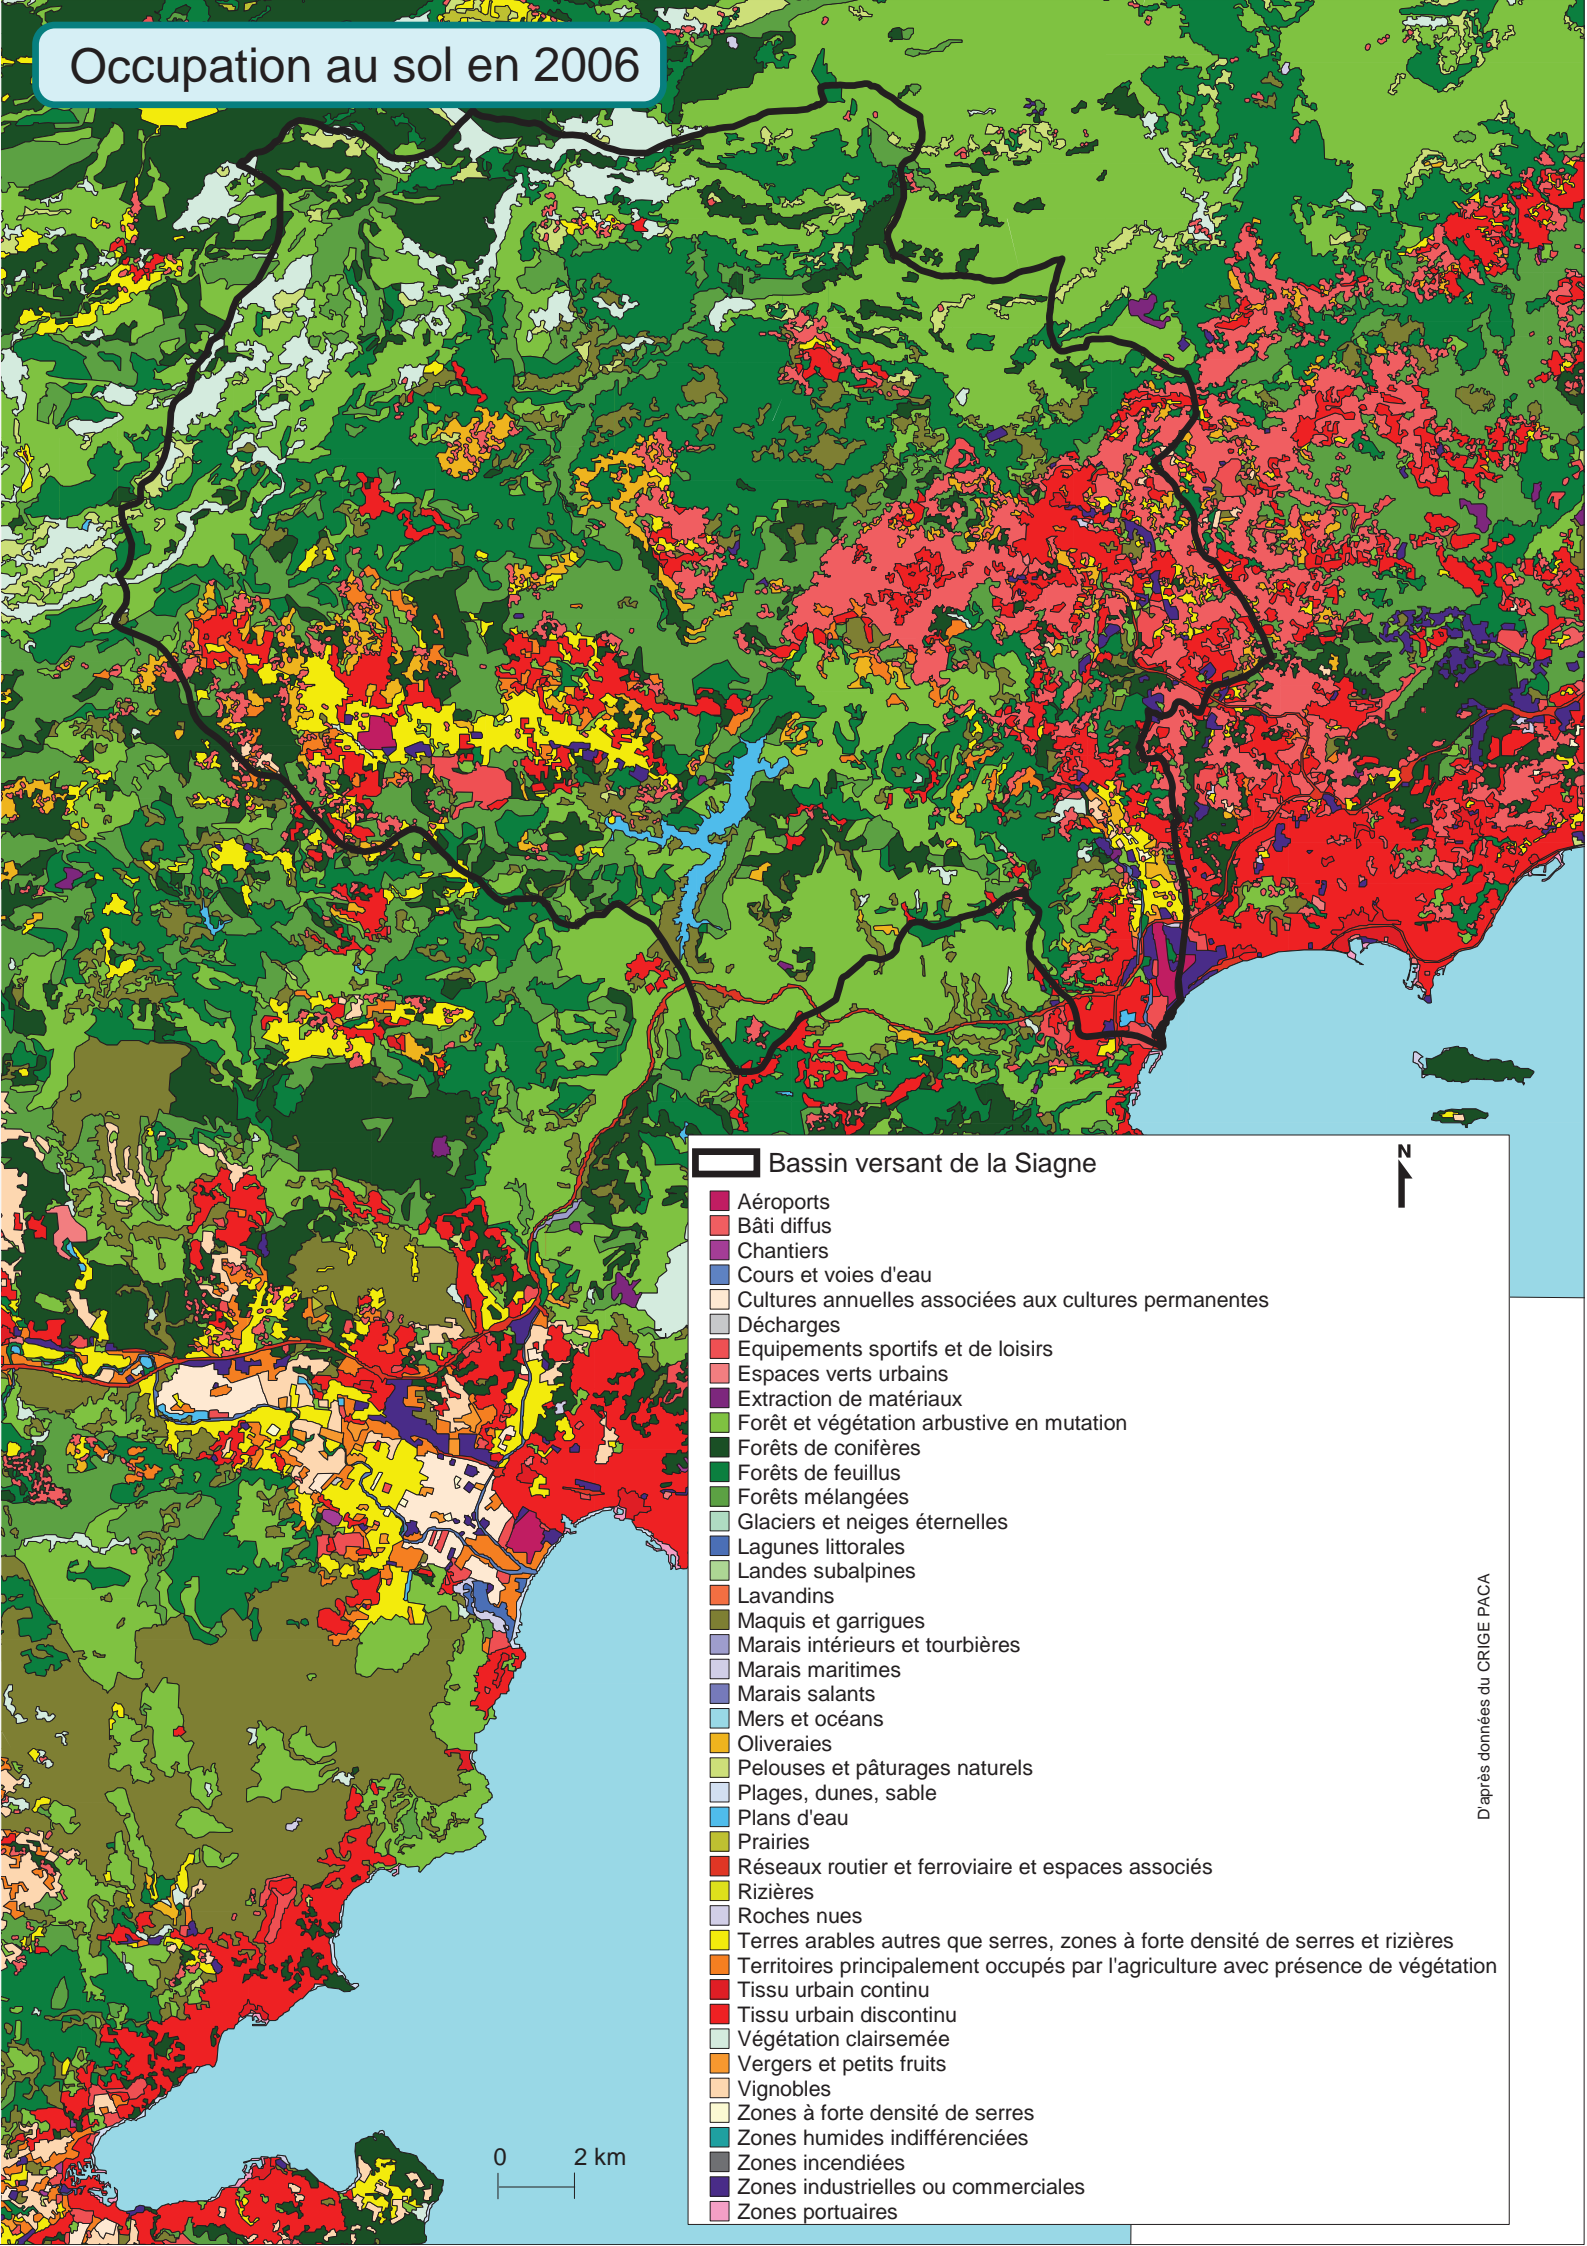 Occupation au sol en 2006
Bassin versant de la Siagne
N
Aéroports
Bâti diffus
Chantiers
Cours et voies d'eau
Cultures annuelles associées aux cultures permanentes
Décharges
Equipements sportifs et de loisirs
Espaces verts urbains
Extraction de matériaux
Forêt et végétation arbustive en mutation
Forêts de conifères
Forêts de feuillus
Forêts mélangées
Glaciers et neiges éternelles
Lagunes littorales
Landes subalpines
Lavandins
Maquis et garrigues
Marais intérieurs et tourbières
Marais maritimes
Marais salants
Mers et océans
Oliveraies
Pelouses et pâturages naturels
Plages, dunes, sable
Plans d'eau
Prairies
Réseaux routier et ferroviaire et espaces associés
Rizières
Roches nues
Terres arables autres que serres, zones à forte densité de serres et rizières
Territoires principalement occupés par l'agriculture avec présence de végétation
Tissu urbain continu
Tissu urbain discontinu
Végétation clairsemée
Vergers et petits fruits
Vignobles
Zones à forte densité de serres
Zones humides indifférenciées
Zones incendiées
Zones industrielles ou commerciales
Zones portuaires
D'après données du CRIGE PACA
0 2 km